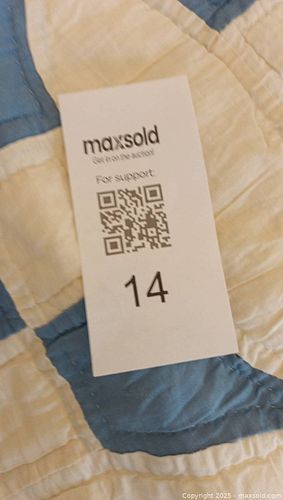 maxsold
Get in on the auction!
For support:
14
Copyright 2025 - maxsold.com